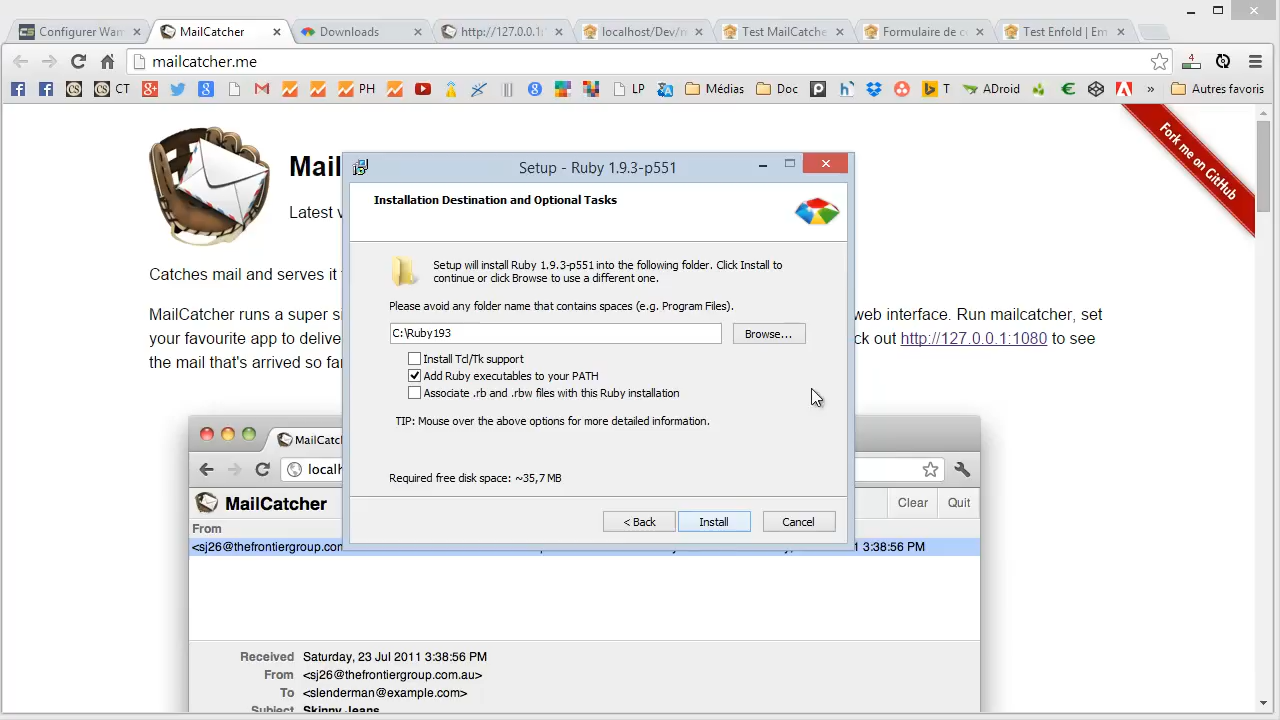 Configurer Wam
MailCatcher
Downloads
http://127.0.0.1:
localhost/Dev/m
Test MailCatche
Formulaire de co
Test Enfold | Em
mailcatcher.me
4
CT
PH
LP
Médias
Doc
T
ADroid
»
Autres favoris
Fork me on GitHub
Mail
Latest v
Catches mail and serves it
MailCatcher runs a super si
web interface. Run mailcatcher, set
your favourite app to delive
ck out http://127.0.0.1:1080 to see
the mail that's arrived so far
Setup - Ruby 1.9.3-p551
Installation Destination and Optional Tasks
Setup will install Ruby 1.9.3-p551 into the following folder. Click Install to
continue or click Browse to use a different one.
Please avoid any folder name that contains spaces (e.g. Program Files).
C:\Ruby193
Browse...
Install Tcl/Tk support
Add Ruby executables to your PATH
Associate .rb and .rbw files with this Ruby installation
TIP: Mouse over the above options for more detailed information.
Required free disk space: ~35,7 MB
< Back
Install
Cancel
MailCatc
localh
MailCatcher
Clear
Quit
From
<sj26@thefrontiergroup.com
1 3:38:56 PM
Received Saturday, 23 Jul 2011 3:38:56 PM
From <sj26@thefrontiergroup.com.au>
To <slenderman@example.com>
Subject Skinny Jeans